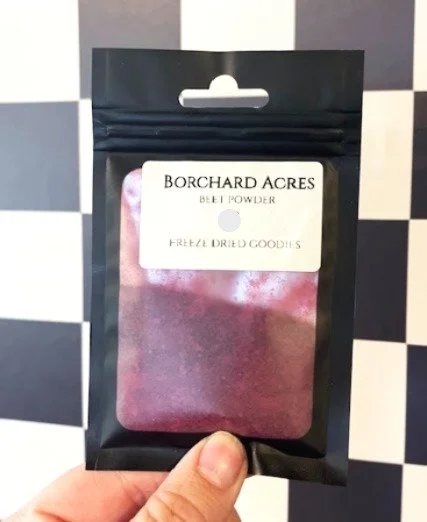 BORCHARD ACRES
BEET POWDER
FREEZE DRIED GOODIES